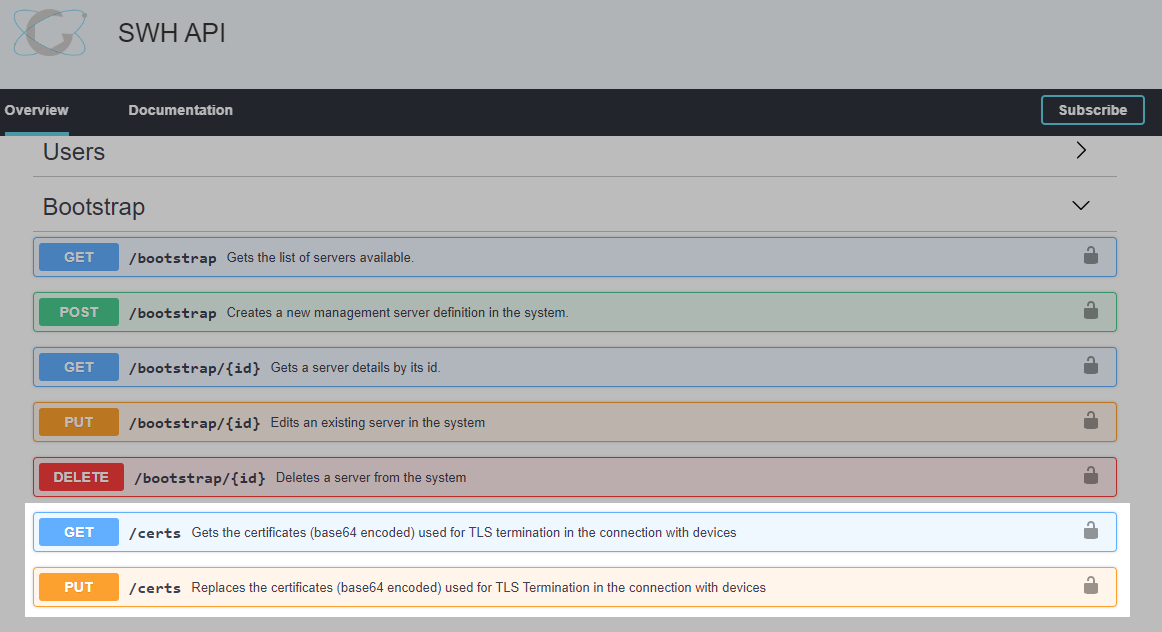 SWH API
Overview Documentation Subscribe
Users
Bootstrap
GET /bootstrap Gets the list of servers available.
POST /bootstrap Creates a new management server definition in the system.
GET /bootstrap/{id} Gets a server details by its id.
PUT /bootstrap/{id} Edits an existing server in the system
DELETE /bootstrap/{id} Deletes a server from the system
GET /certs Gets the certificates (base64 encoded) used for TLS termination in the connection with devices
PUT /certs Replaces the certificates (base64 encoded) used for TLS Termination in the connection with devices